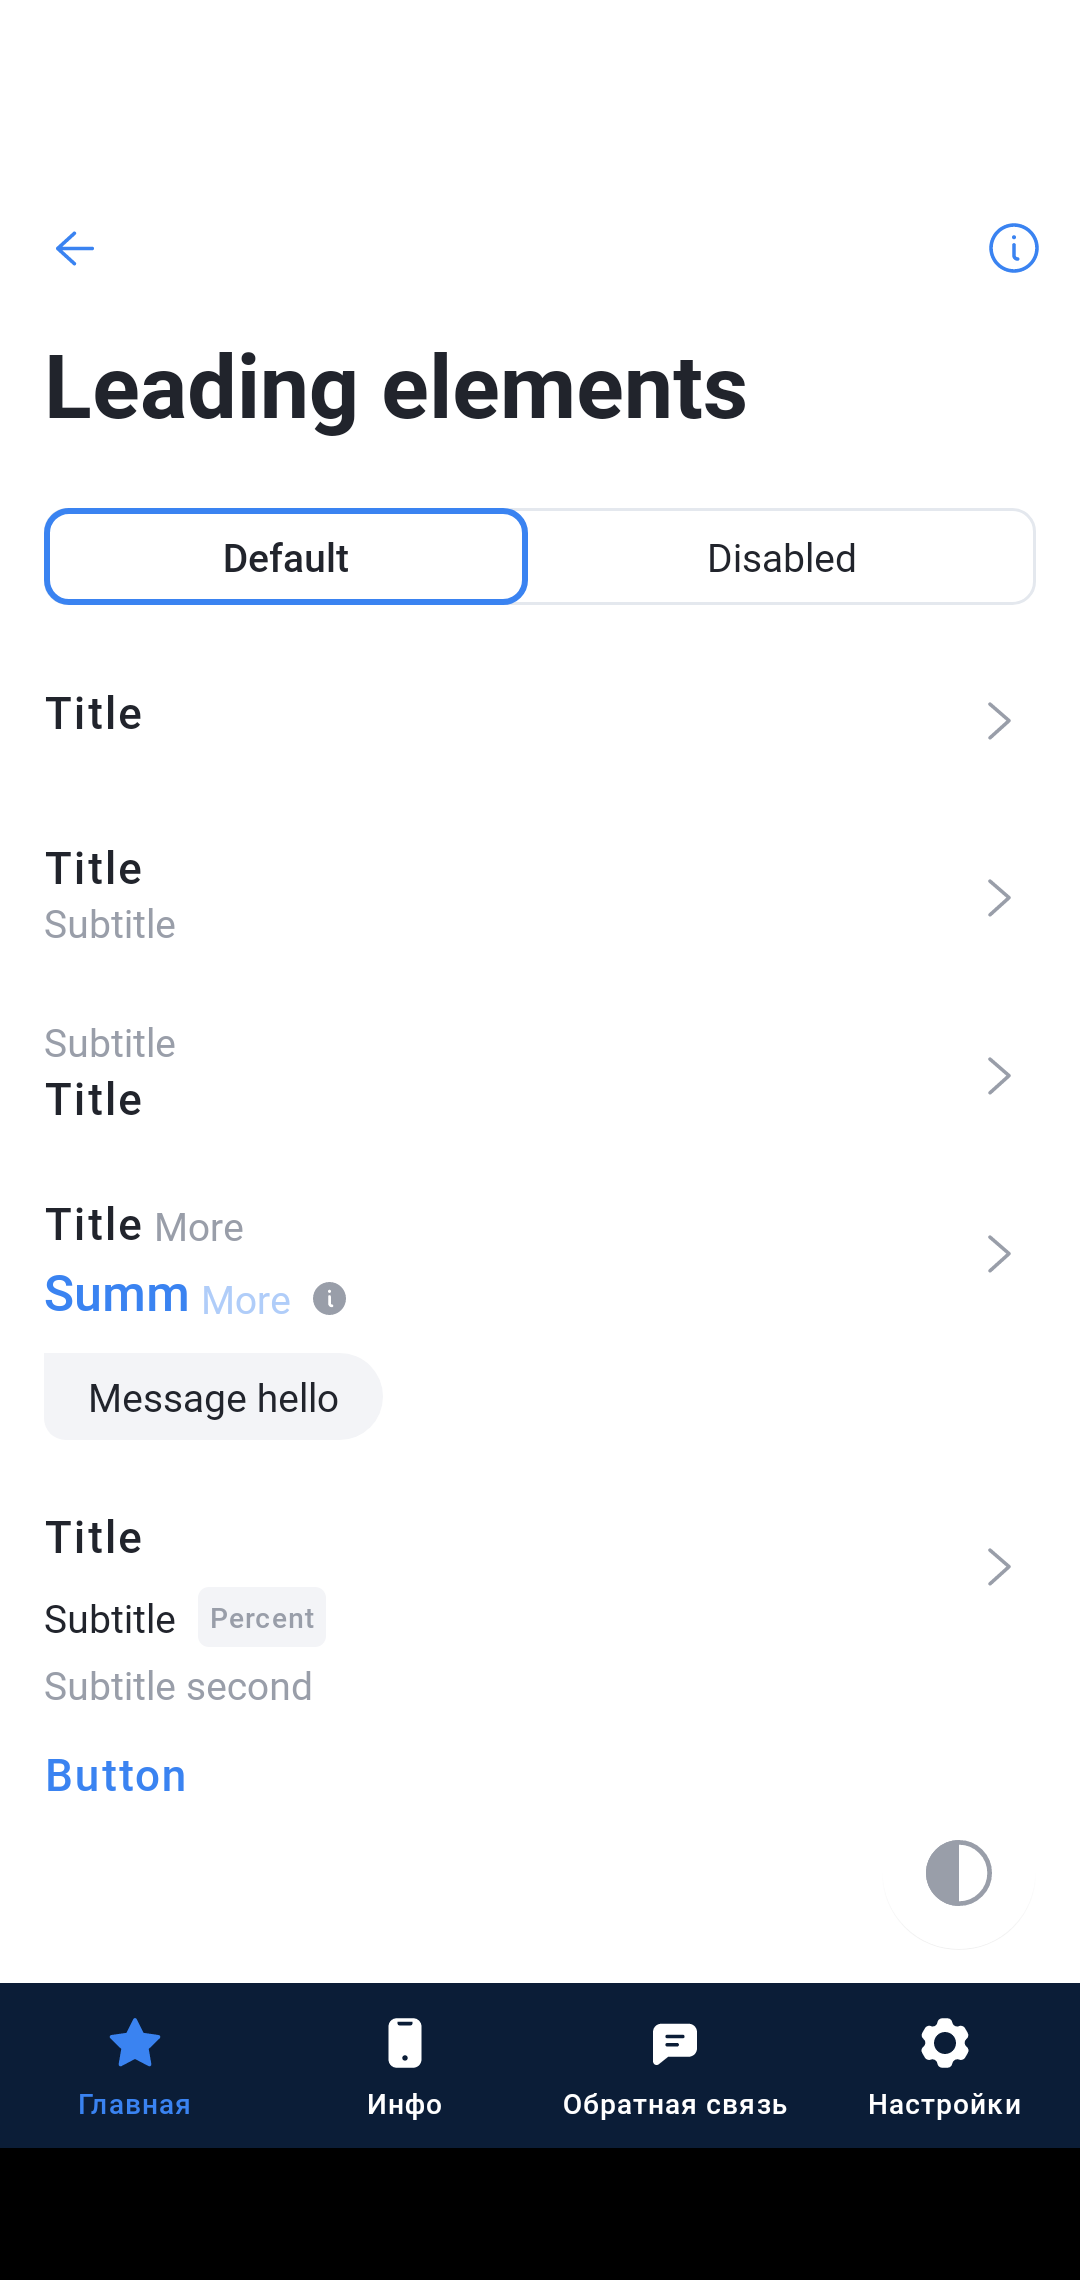 Leading elements
Default Disabled
Title
Title
Subtitle
Subtitle
Title
Title More
Summ More
Message hello
Title
Subtitle Percent
Subtitle second
Button
Главная Инфо Обратная связь Настройки